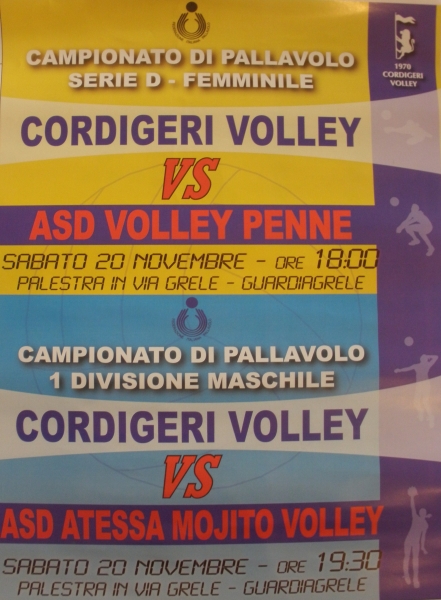 CAMPIONATO DI PALLAVOLO
SERIE D - FEMMINILE
1970
CORDIGERI
VOLLEY
CORDIGERI VOLLEY
VS
ASD VOLLEY PENNE
SABATO 20 NOVEMBRE - ORE 18:00
PALESTRA IN VIA GRELE - GUARDIAGRELE
CAMPIONATO DI PALLAVOLO
1 DIVISIONE MASCHILE
CORDIGERI VOLLEY
VS
ASD ATESSA MOJITO VOLLEY
SABATO 20 NOVEMBRE - ORE 19:30
PALESTRA IN VIA GRELE - GUARDIAGRELE